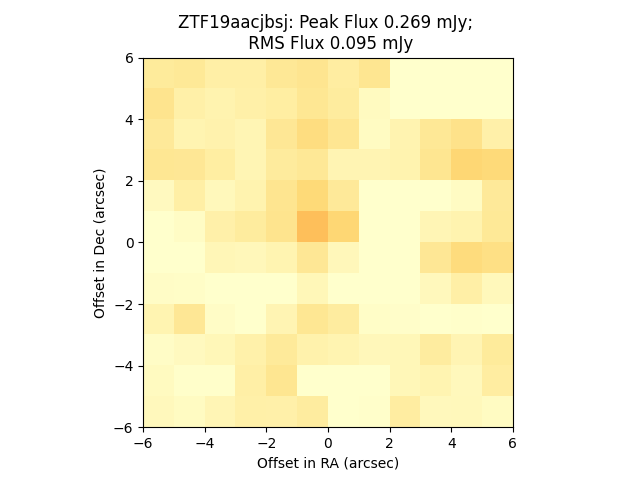 ZTF19aacjbsj: Peak Flux 0.269 mJy;
RMS Flux 0.095 mJy
6
4
2
0
−2
−4
−6
Offset in Dec (arcsec)
−6 −4 −2 0 2 4 6
Offset in RA (arcsec)